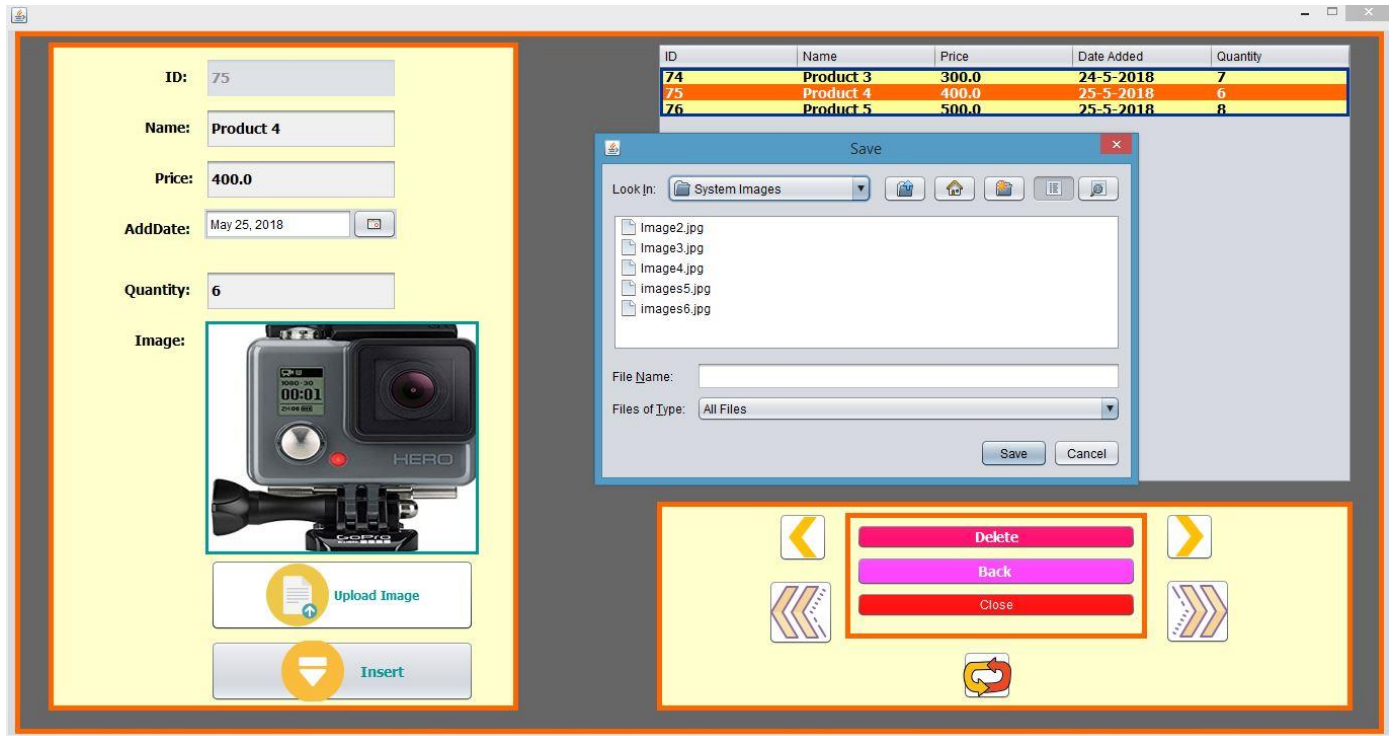 ID: 75
Name: Product 4
Price: 400.0
AddDate: May 25, 2018
Quantity: 6
Image:
00:01
HERO
GoPro
HERO
Upload Image
Insert
ID Name Price Date Added Quantity
74 Product 3 300.0 24-5-2018 7
75 Product 4 400.0 25-5-2018 6
76 Product 5 500.0 25-5-2018 8
Save
Look In: System Images
Image2.jpg
Image3.jpg
Image4.jpg
images5.jpg
images6.jpg
File Name:
Files of Type: All Files
Save Cancel
Delete
Back
Close